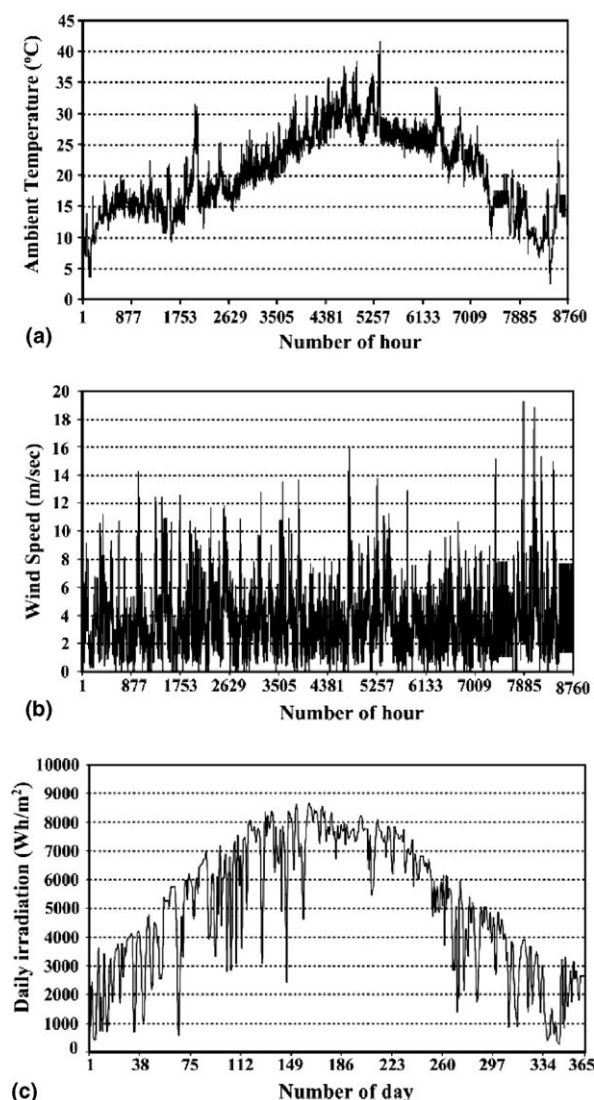 45
40
35
30
25
20
15
10
5
0
Ambient Temperature (°C)
1 877 1753 2629 3505 4381 5257 6133 7009 7885 8760
Number of hour
(a)
20
18
16
14
12
10
8
6
4
2
0
Wind Speed (m/sec)
1 877 1753 2629 3505 4381 5257 6133 7009 7885 8760
Number of hour
(b)
10000
9000
8000
7000
6000
5000
4000
3000
2000
1000
0
Daily irradiation (Wh/m²)
1 38 75 112 149 186 223 260 297 334 365
Number of day
(c)